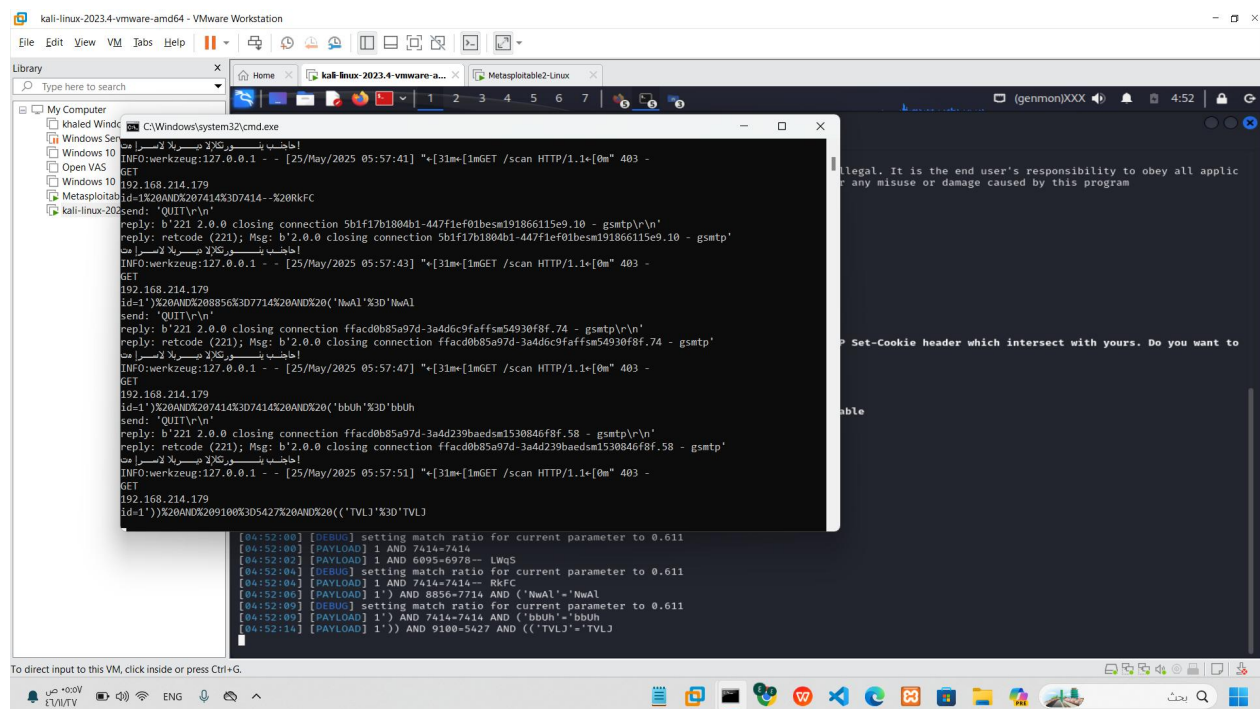 kali-linux-2023.4-vmware-amd64 - VMware Workstation
File Edit View VM Tabs Help
Library
Type here to search
Home
kali-linux-2023.4-vmware-a...
Metasploitable2-Linux
My Computer
khaled Windo
Windows Ser
Windows 10
Open VAS
Windows 10
Metasploitab
kali-linux-202
1 2 3 4 5 6 7
(genmon)XXX
4:52
C:\Windows\system32\cmd.exe
INFO:werkzeug:127.0.0.1 - - [25/May/2025 05:57:41] "←[31m←[1mGET /scan HTTP/1.1←[0m" 403 -
GET
192.168.214.179
id=1%20AND%207414%3D7414--%20RkFC
send: 'QUIT\r\n'
reply: b'221 2.0.0 closing connection 5b1f17b1804b1-447f1ef01besm191866115e9.10 - gsmtp\r\n'
reply: retcode (221); Msg: b'2.0.0 closing connection 5b1f17b1804b1-447f1ef01besm191866115e9.10 - gsmtp'
INFO:werkzeug:127.0.0.1 - - [25/May/2025 05:57:43] "←[31m←[1mGET /scan HTTP/1.1←[0m" 403 -
GET
192.168.214.179
id=1')%20AND%208856%3D7714%20AND%20('NwAl'%3D'NwAl
send: 'QUIT\r\n'
reply: b'221 2.0.0 closing connection ffacd0b85a97d-3a4d6c9faffsm54930f8f.74 - gsmtp\r\n'
reply: retcode (221); Msg: b'2.0.0 closing connection ffacd0b85a97d-3a4d6c9faffsm54930f8f.74 - gsmtp'
INFO:werkzeug:127.0.0.1 - - [25/May/2025 05:57:47] "←[31m←[1mGET /scan HTTP/1.1←[0m" 403 -
GET
192.168.214.179
id=1')%20AND%207414%3D7414%20AND%20('bbUh'%3D'bbUh
send: 'QUIT\r\n'
reply: b'221 2.0.0 closing connection ffacd0b85a97d-3a4d239baedsm1530846f8f.58 - gsmtp\r\n'
reply: retcode (221); Msg: b'2.0.0 closing connection ffacd0b85a97d-3a4d239baedsm1530846f8f.58 - gsmtp'
INFO:werkzeug:127.0.0.1 - - [25/May/2025 05:57:51] "←[31m←[1mGET /scan HTTP/1.1←[0m" 403 -
GET
192.168.214.179
id=1'))%20AND%209100%3D5427%20AND%20(('TVLJ'%3D'TVLJ
llegal. It is the end user's responsibility to obey all applic
r any misuse or damage caused by this program
P Set-Cookie header which intersect with yours. Do you want to
able
[04:52:00] [DEBUG] setting match ratio for current parameter to 0.611
[04:52:00] [PAYLOAD] 1 AND 7414=7414
[04:52:02] [PAYLOAD] 1 AND 6095=6978-- LWqS
[04:52:04] [DEBUG] setting match ratio for current parameter to 0.611
[04:52:04] [PAYLOAD] 1 AND 7414=7414-- RkFC
[04:52:06] [PAYLOAD] 1') AND 8856=7714 AND ('NwAl'='NwAl
[04:52:09] [DEBUG] setting match ratio for current parameter to 0.611
[04:52:09] [PAYLOAD] 1') AND 7414=7414 AND ('bbUh'='bbUh
[04:52:14] [PAYLOAD] 1')) AND 9100=5427 AND (('TVLJ'='TVLJ
To direct input to this VM, click inside or press Ctrl+G.
ENG
PRE
بحث